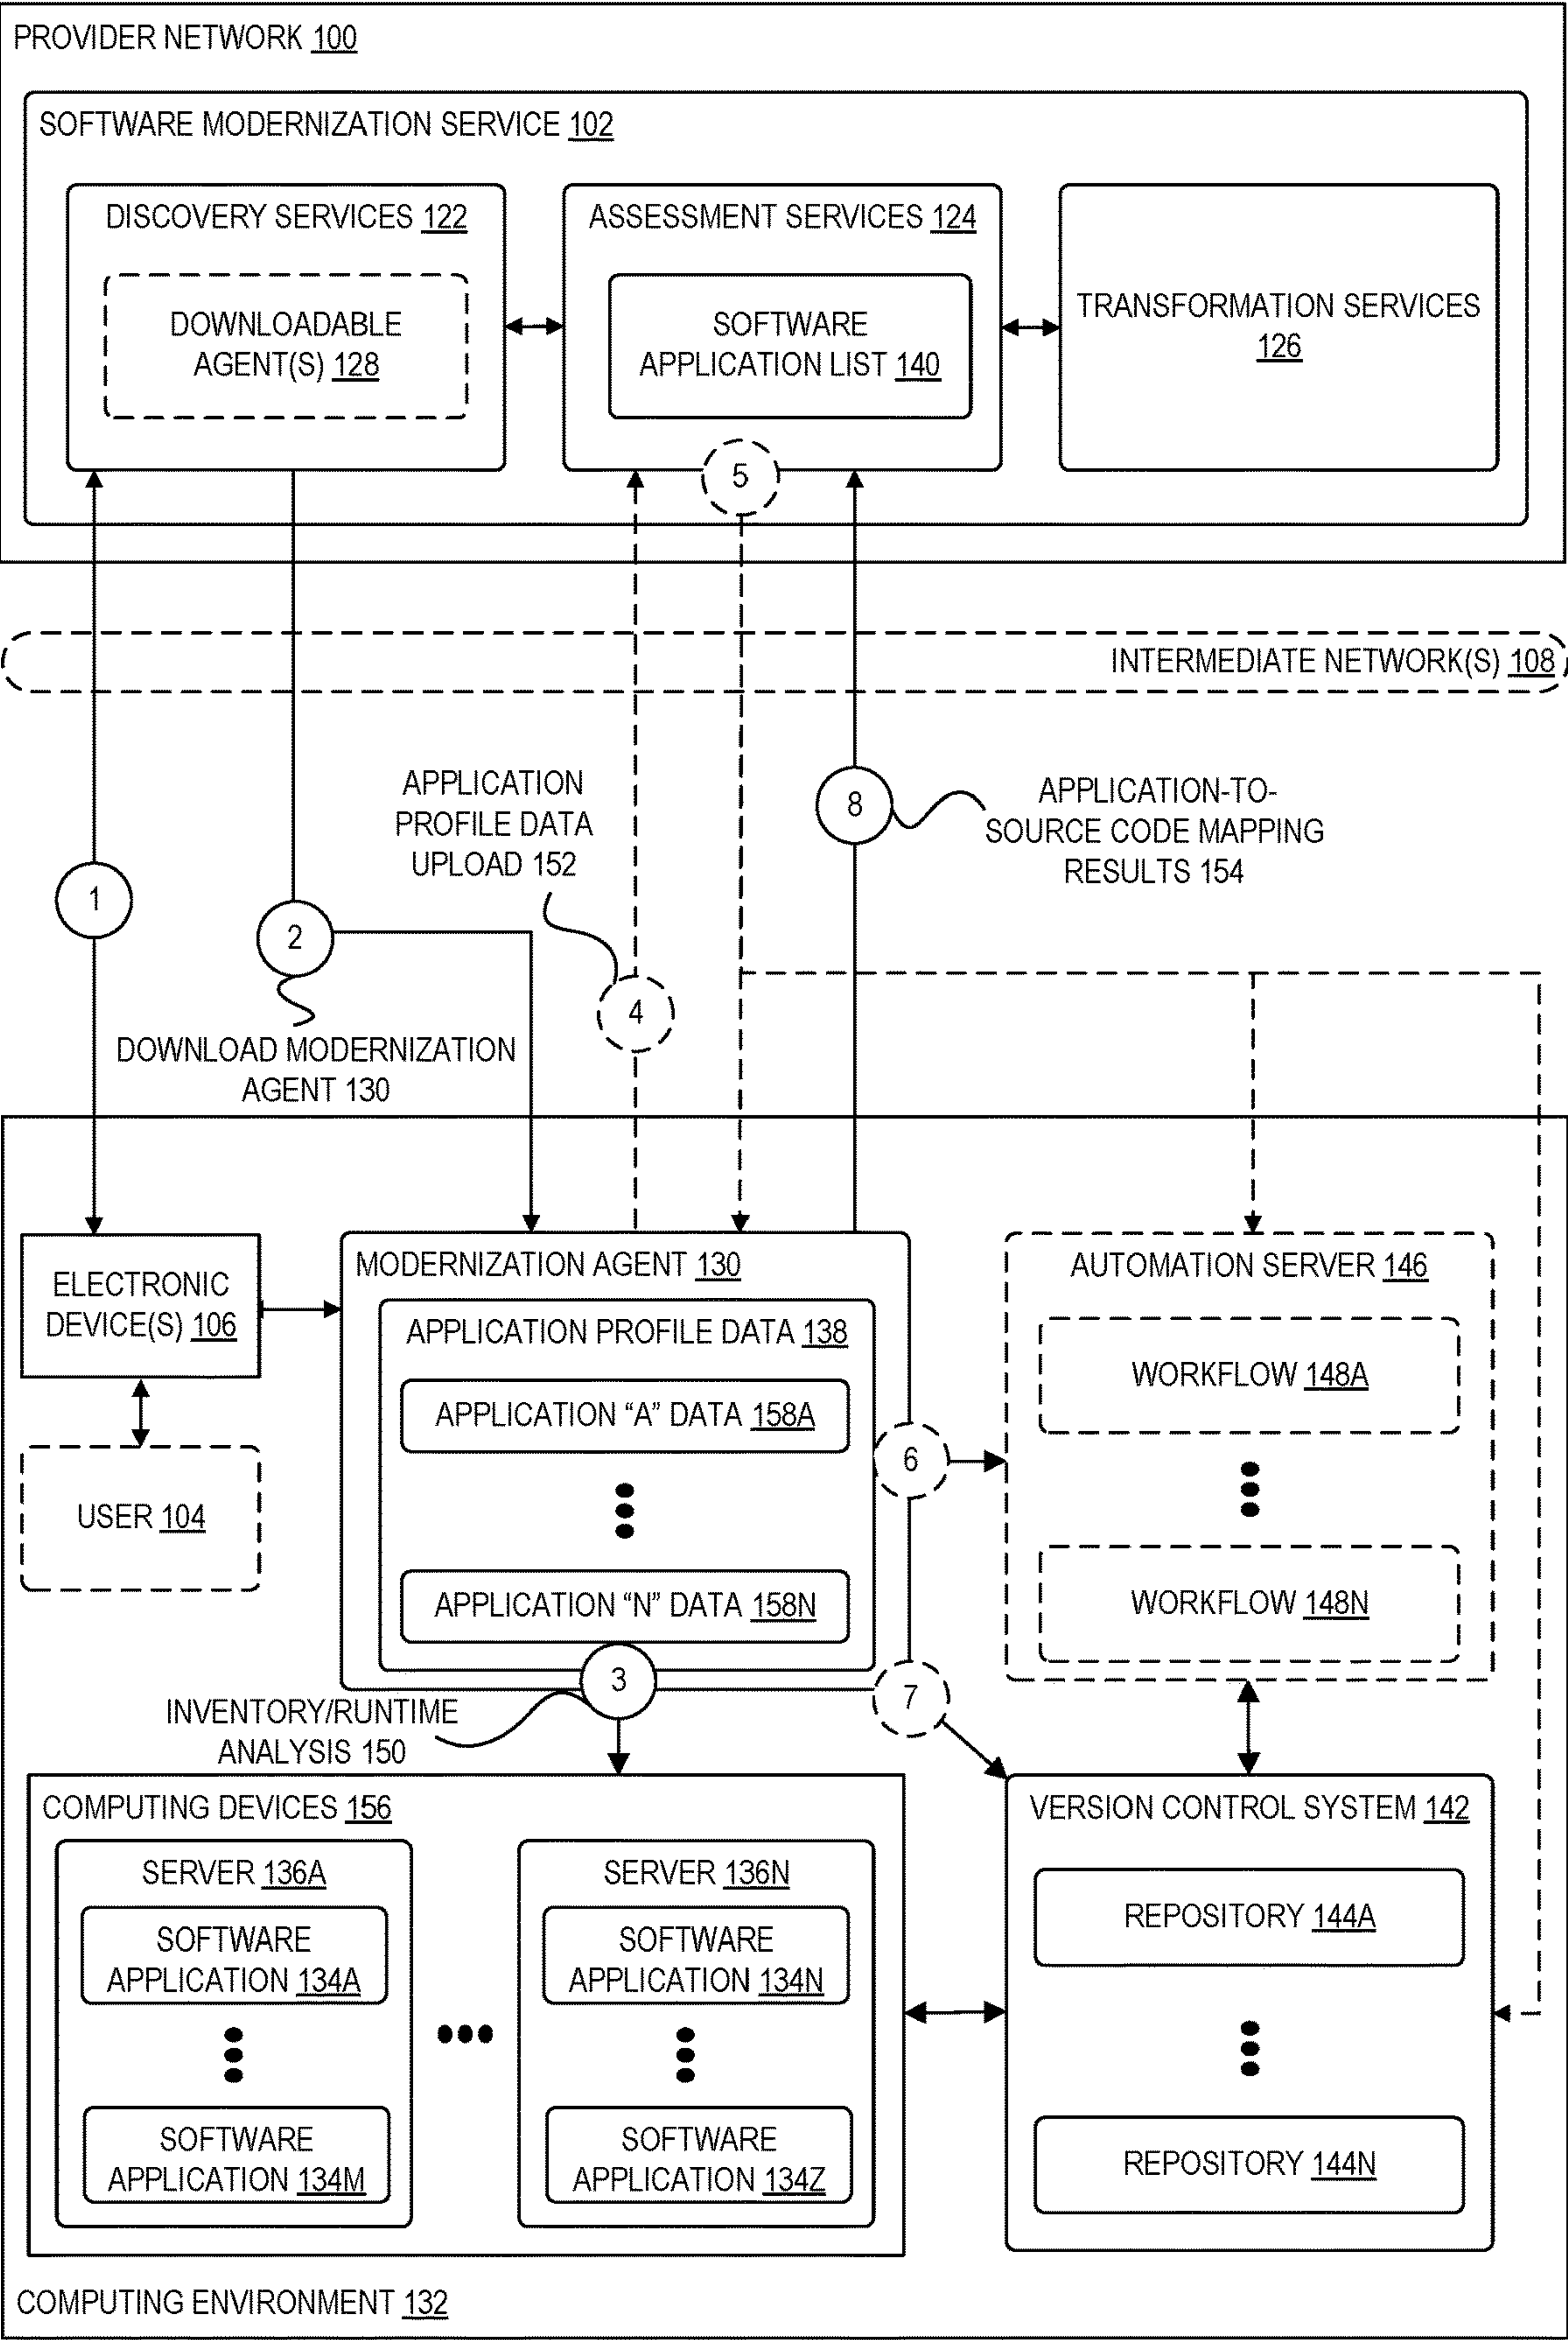 PROVIDER NETWORK 100
SOFTWARE MODERNIZATION SERVICE 102
DISCOVERY SERVICES 122
DOWNLOADABLE
AGENT(S) 128
ASSESSMENT SERVICES 124
SOFTWARE
APPLICATION LIST 140
TRANSFORMATION SERVICES
126
5
INTERMEDIATE NETWORK(S) 108
APPLICATION
PROFILE DATA
UPLOAD 152
8
APPLICATION-TO-
SOURCE CODE MAPPING
RESULTS 154
1
2
4
DOWNLOAD MODERNIZATION
AGENT 130
ELECTRONIC
DEVICE(S) 106
USER 104
MODERNIZATION AGENT 130
APPLICATION PROFILE DATA 138
APPLICATION “A” DATA 158A
APPLICATION “N” DATA 158N
6
AUTOMATION SERVER 146
WORKFLOW 148A
WORKFLOW 148N
3
7
INVENTORY/RUNTIME
ANALYSIS 150
COMPUTING DEVICES 156
SERVER 136A
SOFTWARE
APPLICATION 134A
SOFTWARE
APPLICATION 134M
SERVER 136N
SOFTWARE
APPLICATION 134N
SOFTWARE
APPLICATION 134Z
VERSION CONTROL SYSTEM 142
REPOSITORY 144A
REPOSITORY 144N
COMPUTING ENVIRONMENT 132